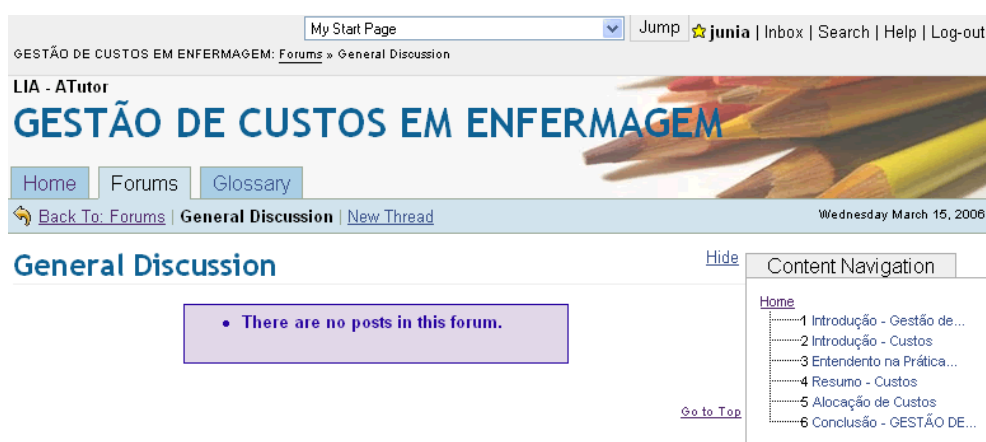 My Start Page Jump junia | Inbox | Search | Help | Log-out
GESTÃO DE CUSTOS EM ENFERMAGEM: Forums » General Discussion
LIA - ATutor
GESTÃO DE CUSTOS EM ENFERMAGEM
Home Forums Glossary
Back To: Forums | General Discussion | New Thread Wednesday March 15, 2006
General Discussion
Hide
Content Navigation
• There are no posts in this forum.
Home
1 Introdução - Gestão de...
2 Introdução - Custos
3 Entendento na Prática...
4 Resumo - Custos
5 Alocação de Custos
6 Conclusão - GESTÃO DE...
Go to Top